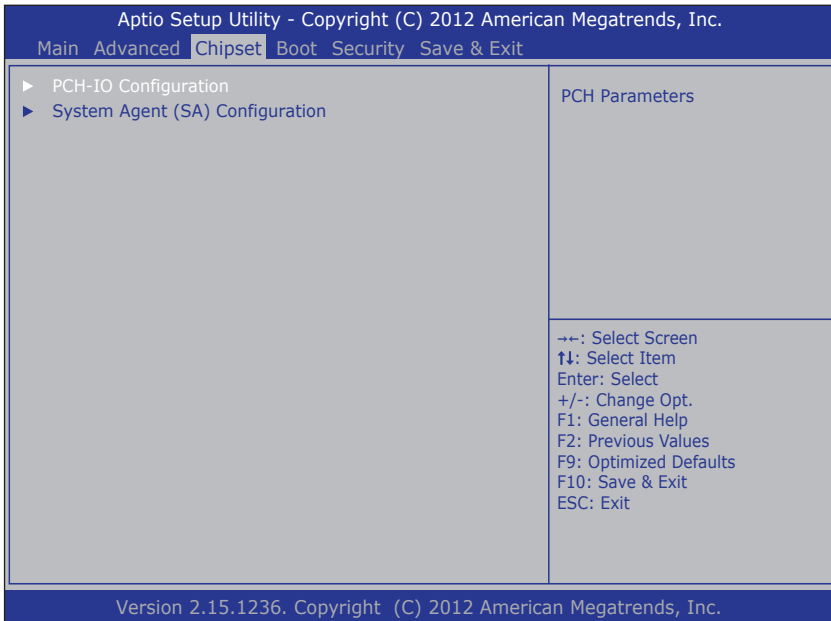 Aptio Setup Utility - Copyright (C) 2012 American Megatrends, Inc.
Main Advanced Chipset Boot Security Save & Exit
► PCH-IO Configuration
► System Agent (SA) Configuration
PCH Parameters
→←: Select Screen
↑↓: Select Item
Enter: Select
+/-: Change Opt.
F1: General Help
F2: Previous Values
F9: Optimized Defaults
F10: Save & Exit
ESC: Exit
Version 2.15.1236. Copyright (C) 2012 American Megatrends, Inc.